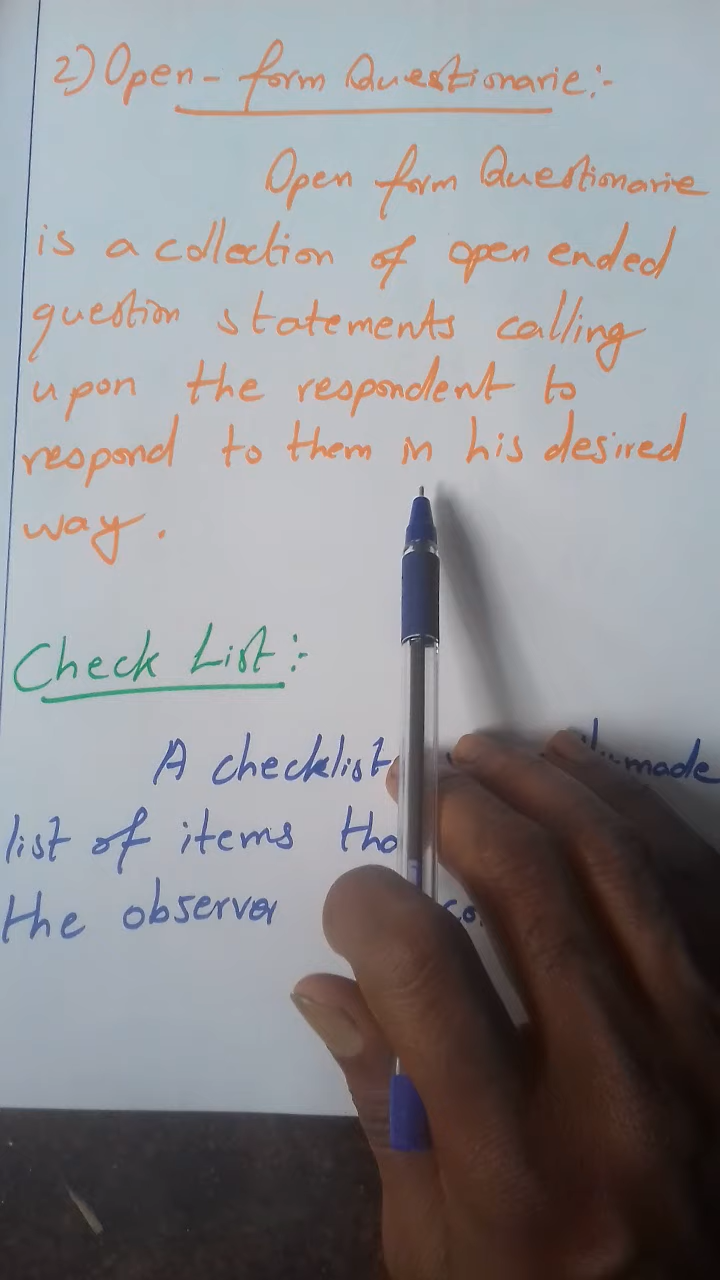 2.) Open - form Questionarie:-
Open form Questionarie
is a collection of open ended
question statements calling
upon the respondent to
respond to them in his desired
way.
Check List:-
A checklist made
list of items
the observer